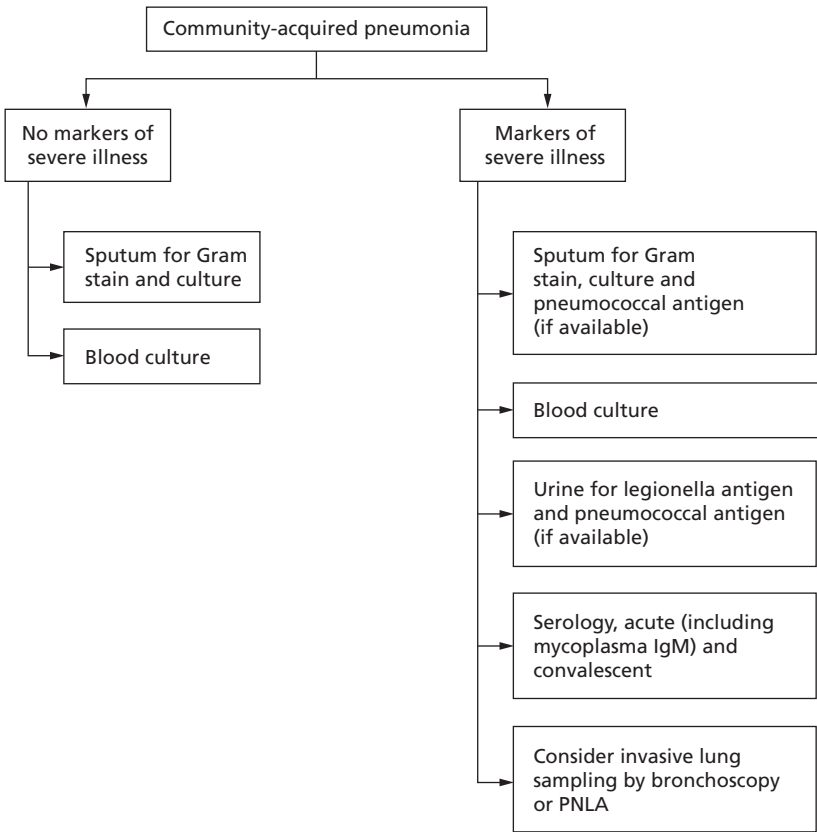 Community-acquired pneumonia
No markers of
severe illness
Sputum for Gram
stain and culture
Blood culture
Markers of
severe illness
Sputum for Gram
stain, culture and
pneumococcal antigen
(if available)
Blood culture
Urine for legionella antigen
and pneumococcal antigen
(if available)
Serology, acute (including
mycoplasma IgM) and
convalescent
Consider invasive lung
sampling by bronchoscopy
or PNLA